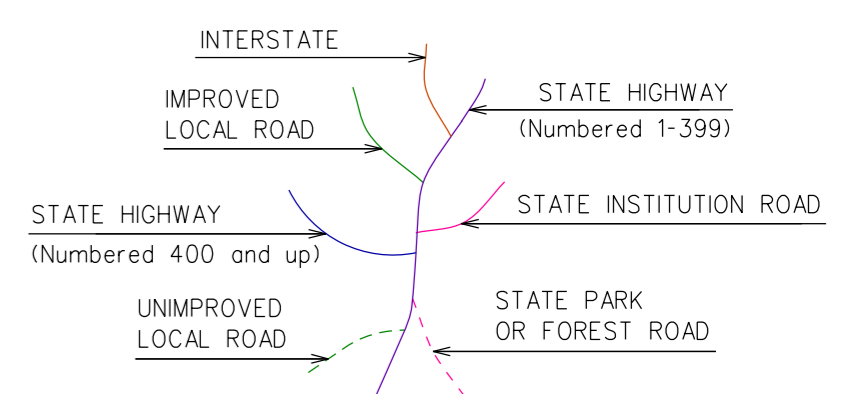 INTERSTATE
STATE HIGHWAY
(Numbered 1-399)
IMPROVED
LOCAL ROAD
STATE INSTITUTION ROAD
STATE HIGHWAY
(Numbered 400 and up)
STATE PARK
OR FOREST ROAD
UNIMPROVED
LOCAL ROAD